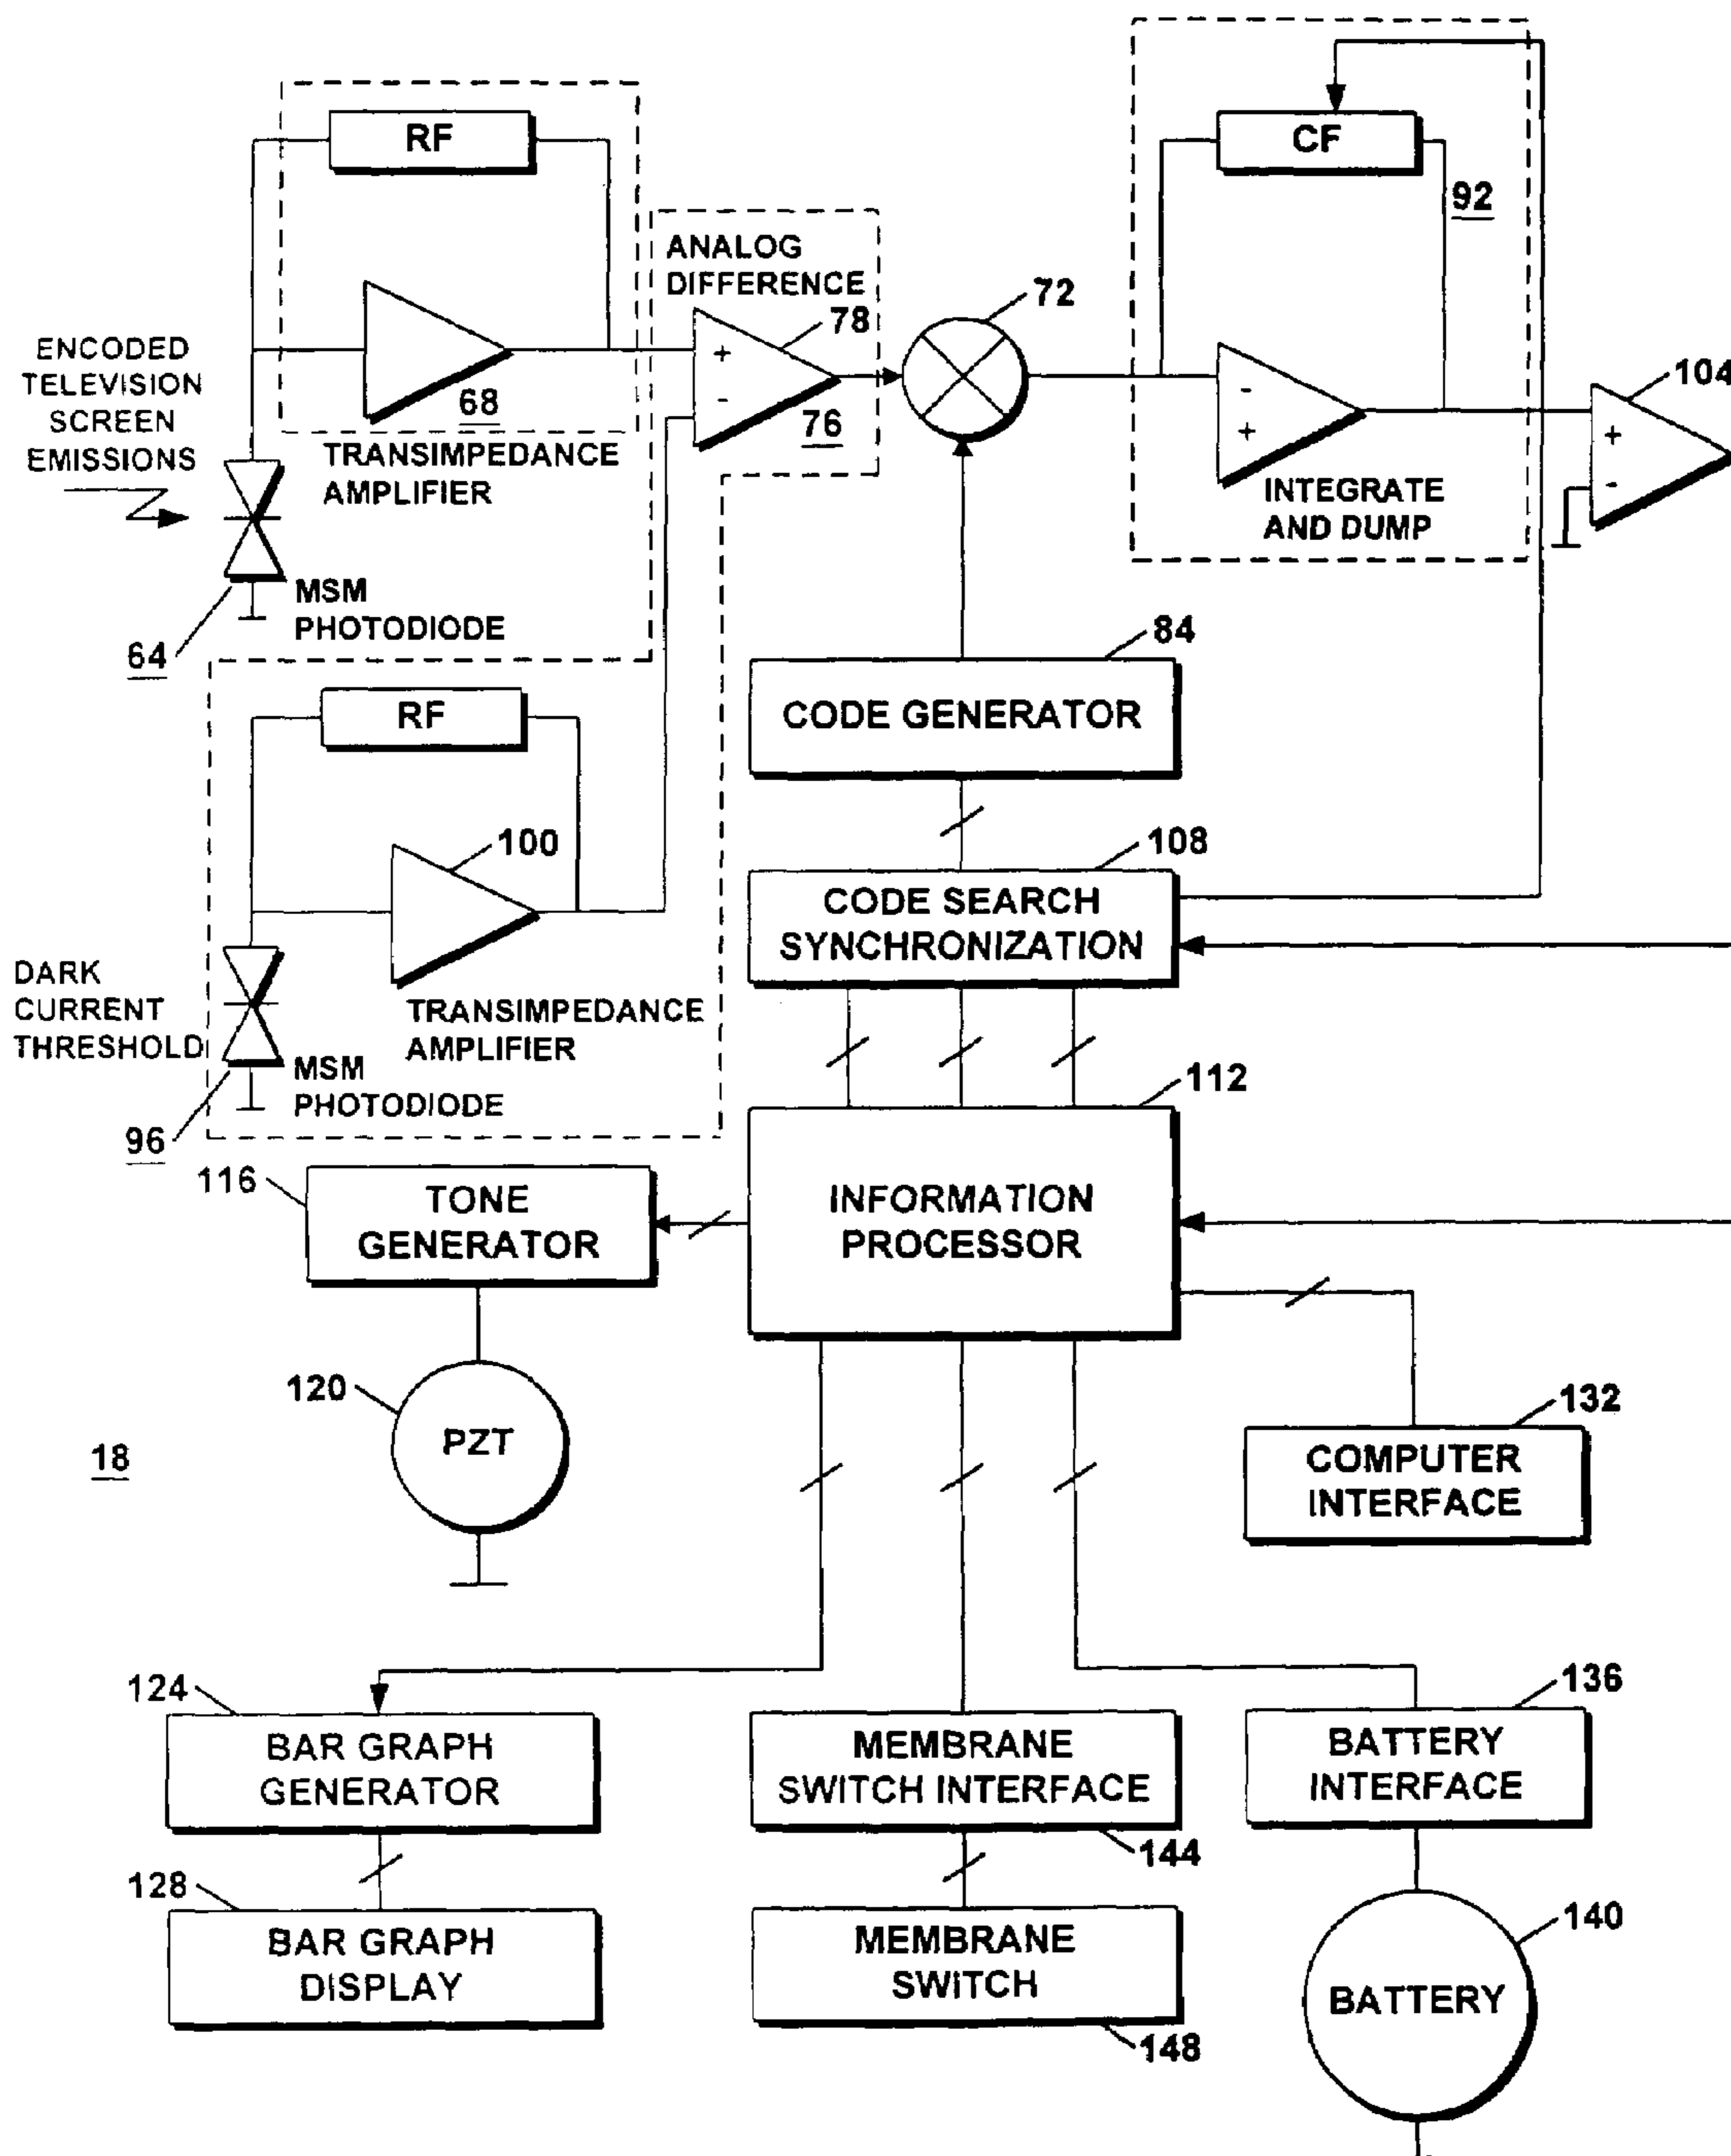 RF
CF
92
ANALOG
DIFFERENCE
78
72
ENCODED
TELEVISION
SCREEN
EMISSIONS
+
-
68
76
104
TRANSIMPEDANCE
AMPLIFIER
-
+
+
-
INTEGRATE
AND DUMP
MSM
PHOTODIODE
64
84
RF
CODE GENERATOR
100
108
CODE SEARCH
SYNCHRONIZATION
DARK
CURRENT
THRESHOLD
TRANSIMPEDANCE
AMPLIFIER
MSM
PHOTODIODE
96
112
116
TONE
GENERATOR
INFORMATION
PROCESSOR
120
PZT
18
132
COMPUTER
INTERFACE
124
BAR GRAPH
GENERATOR
MEMBRANE
SWITCH INTERFACE
144
136
BATTERY
INTERFACE
128
BAR GRAPH
DISPLAY
MEMBRANE
SWITCH
148
140
BATTERY